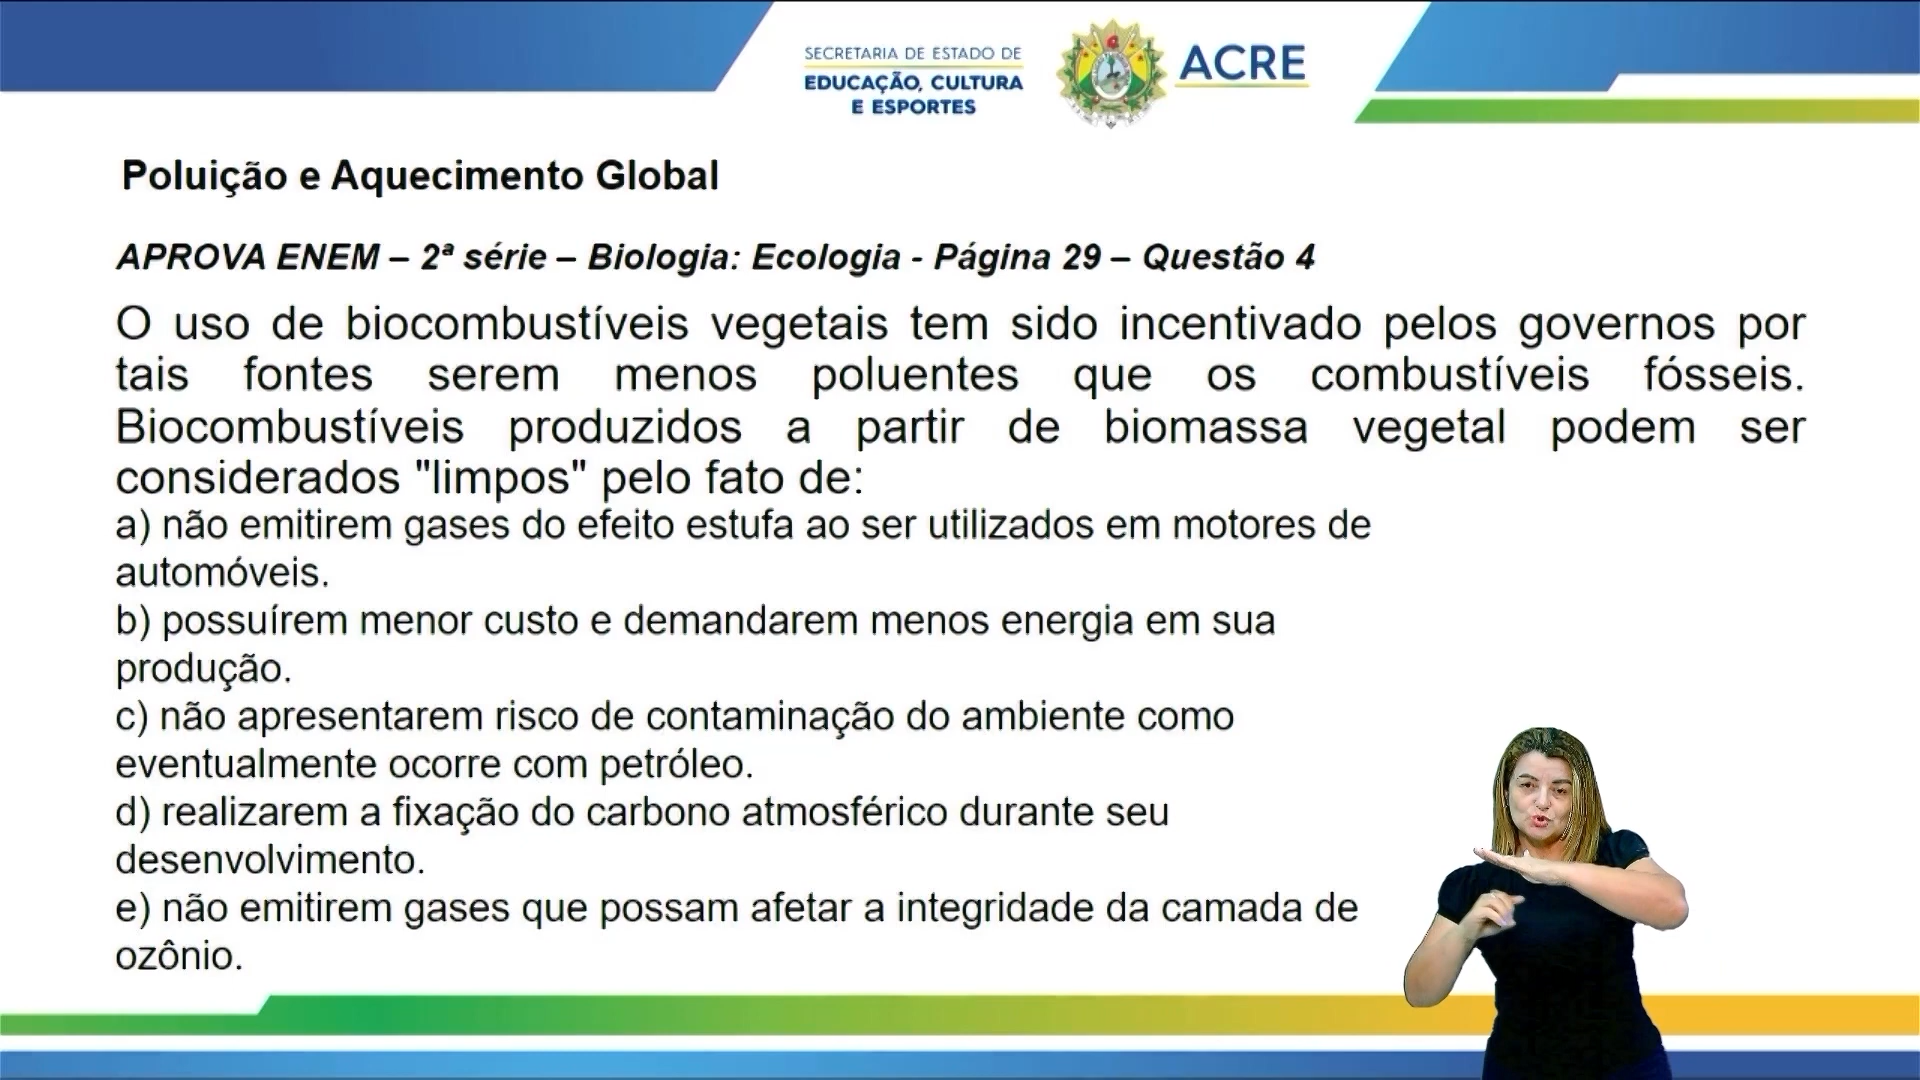 SECRETARIA DE ESTADO DE
EDUCAÇÃO, CULTURA
E ESPORTES
ACRE
Poluição e Aquecimento Global
APROVA ENEM – 2ª série – Biologia: Ecologia - Página 29 – Questão 4
O uso de biocombustíveis vegetais tem sido incentivado pelos governos por
tais fontes serem menos poluentes que os combustíveis fósseis.
Biocombustíveis produzidos a partir de biomassa vegetal podem ser
considerados "limpos" pelo fato de:
a) não emitirem gases do efeito estufa ao ser utilizados em motores de
automóveis.
b) possuírem menor custo e demandarem menos energia em sua
produção.
c) não apresentarem risco de contaminação do ambiente como
eventualmente ocorre com petróleo.
d) realizarem a fixação do carbono atmosférico durante seu
desenvolvimento.
e) não emitirem gases que possam afetar a integridade da camada de
ozônio.